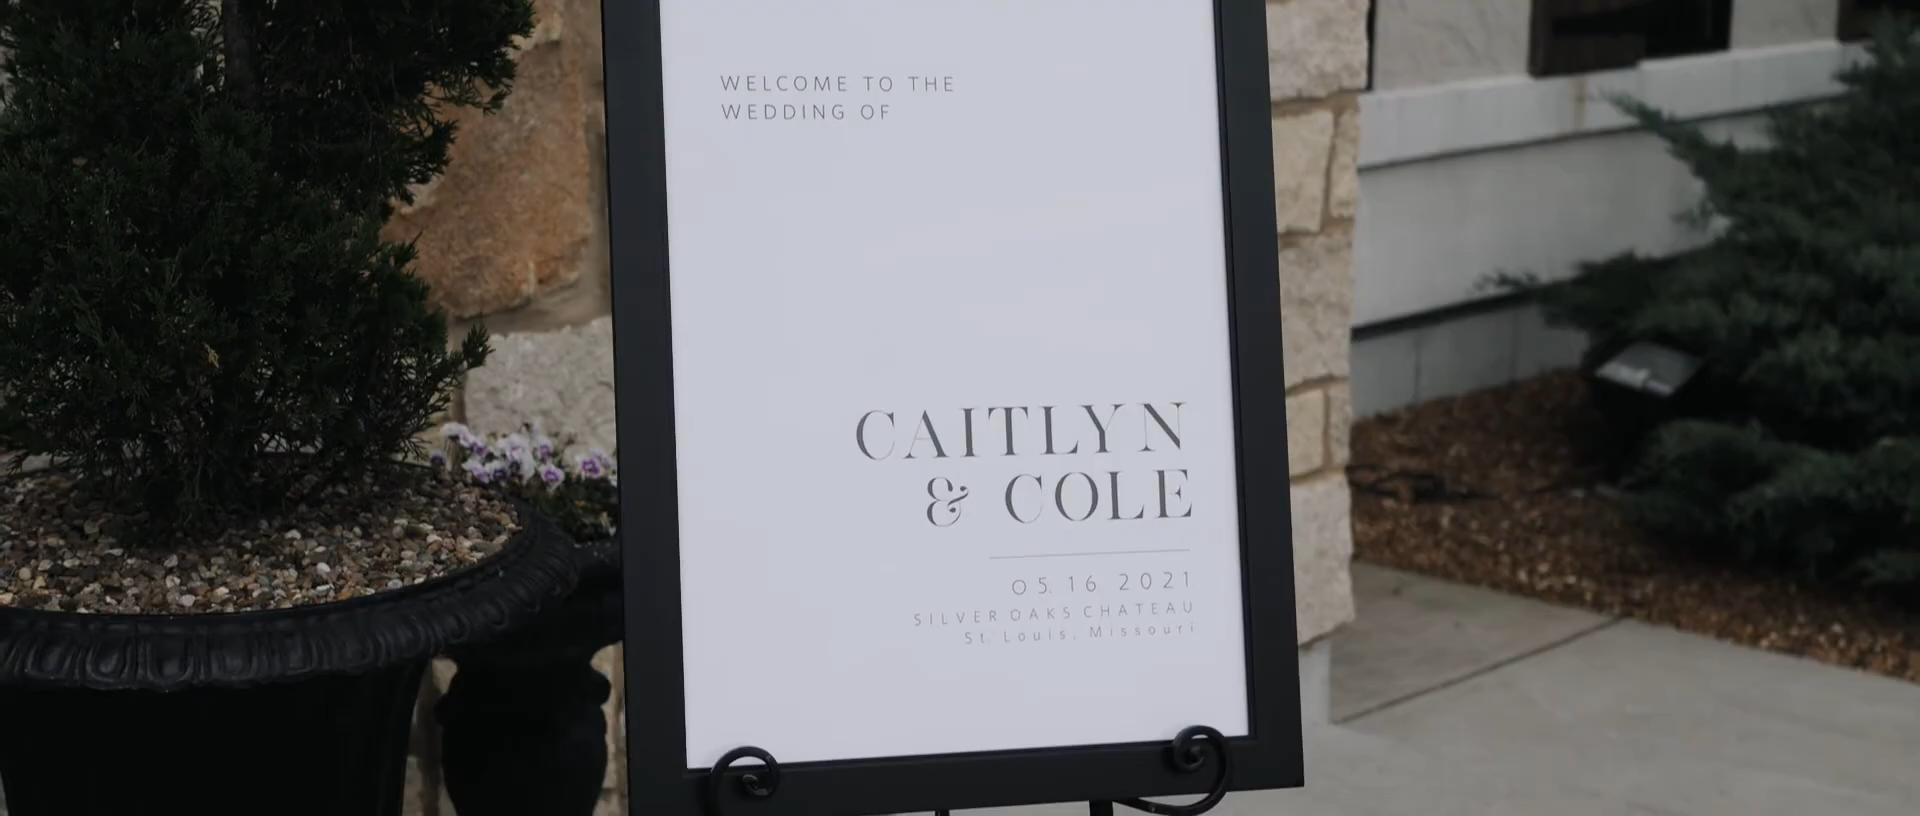 WELCOME TO THE
WEDDING OF
CAITLYN
& COLE
05. 16 2021
SILVER OAKS CHATEAU
St. Louis, Missouri